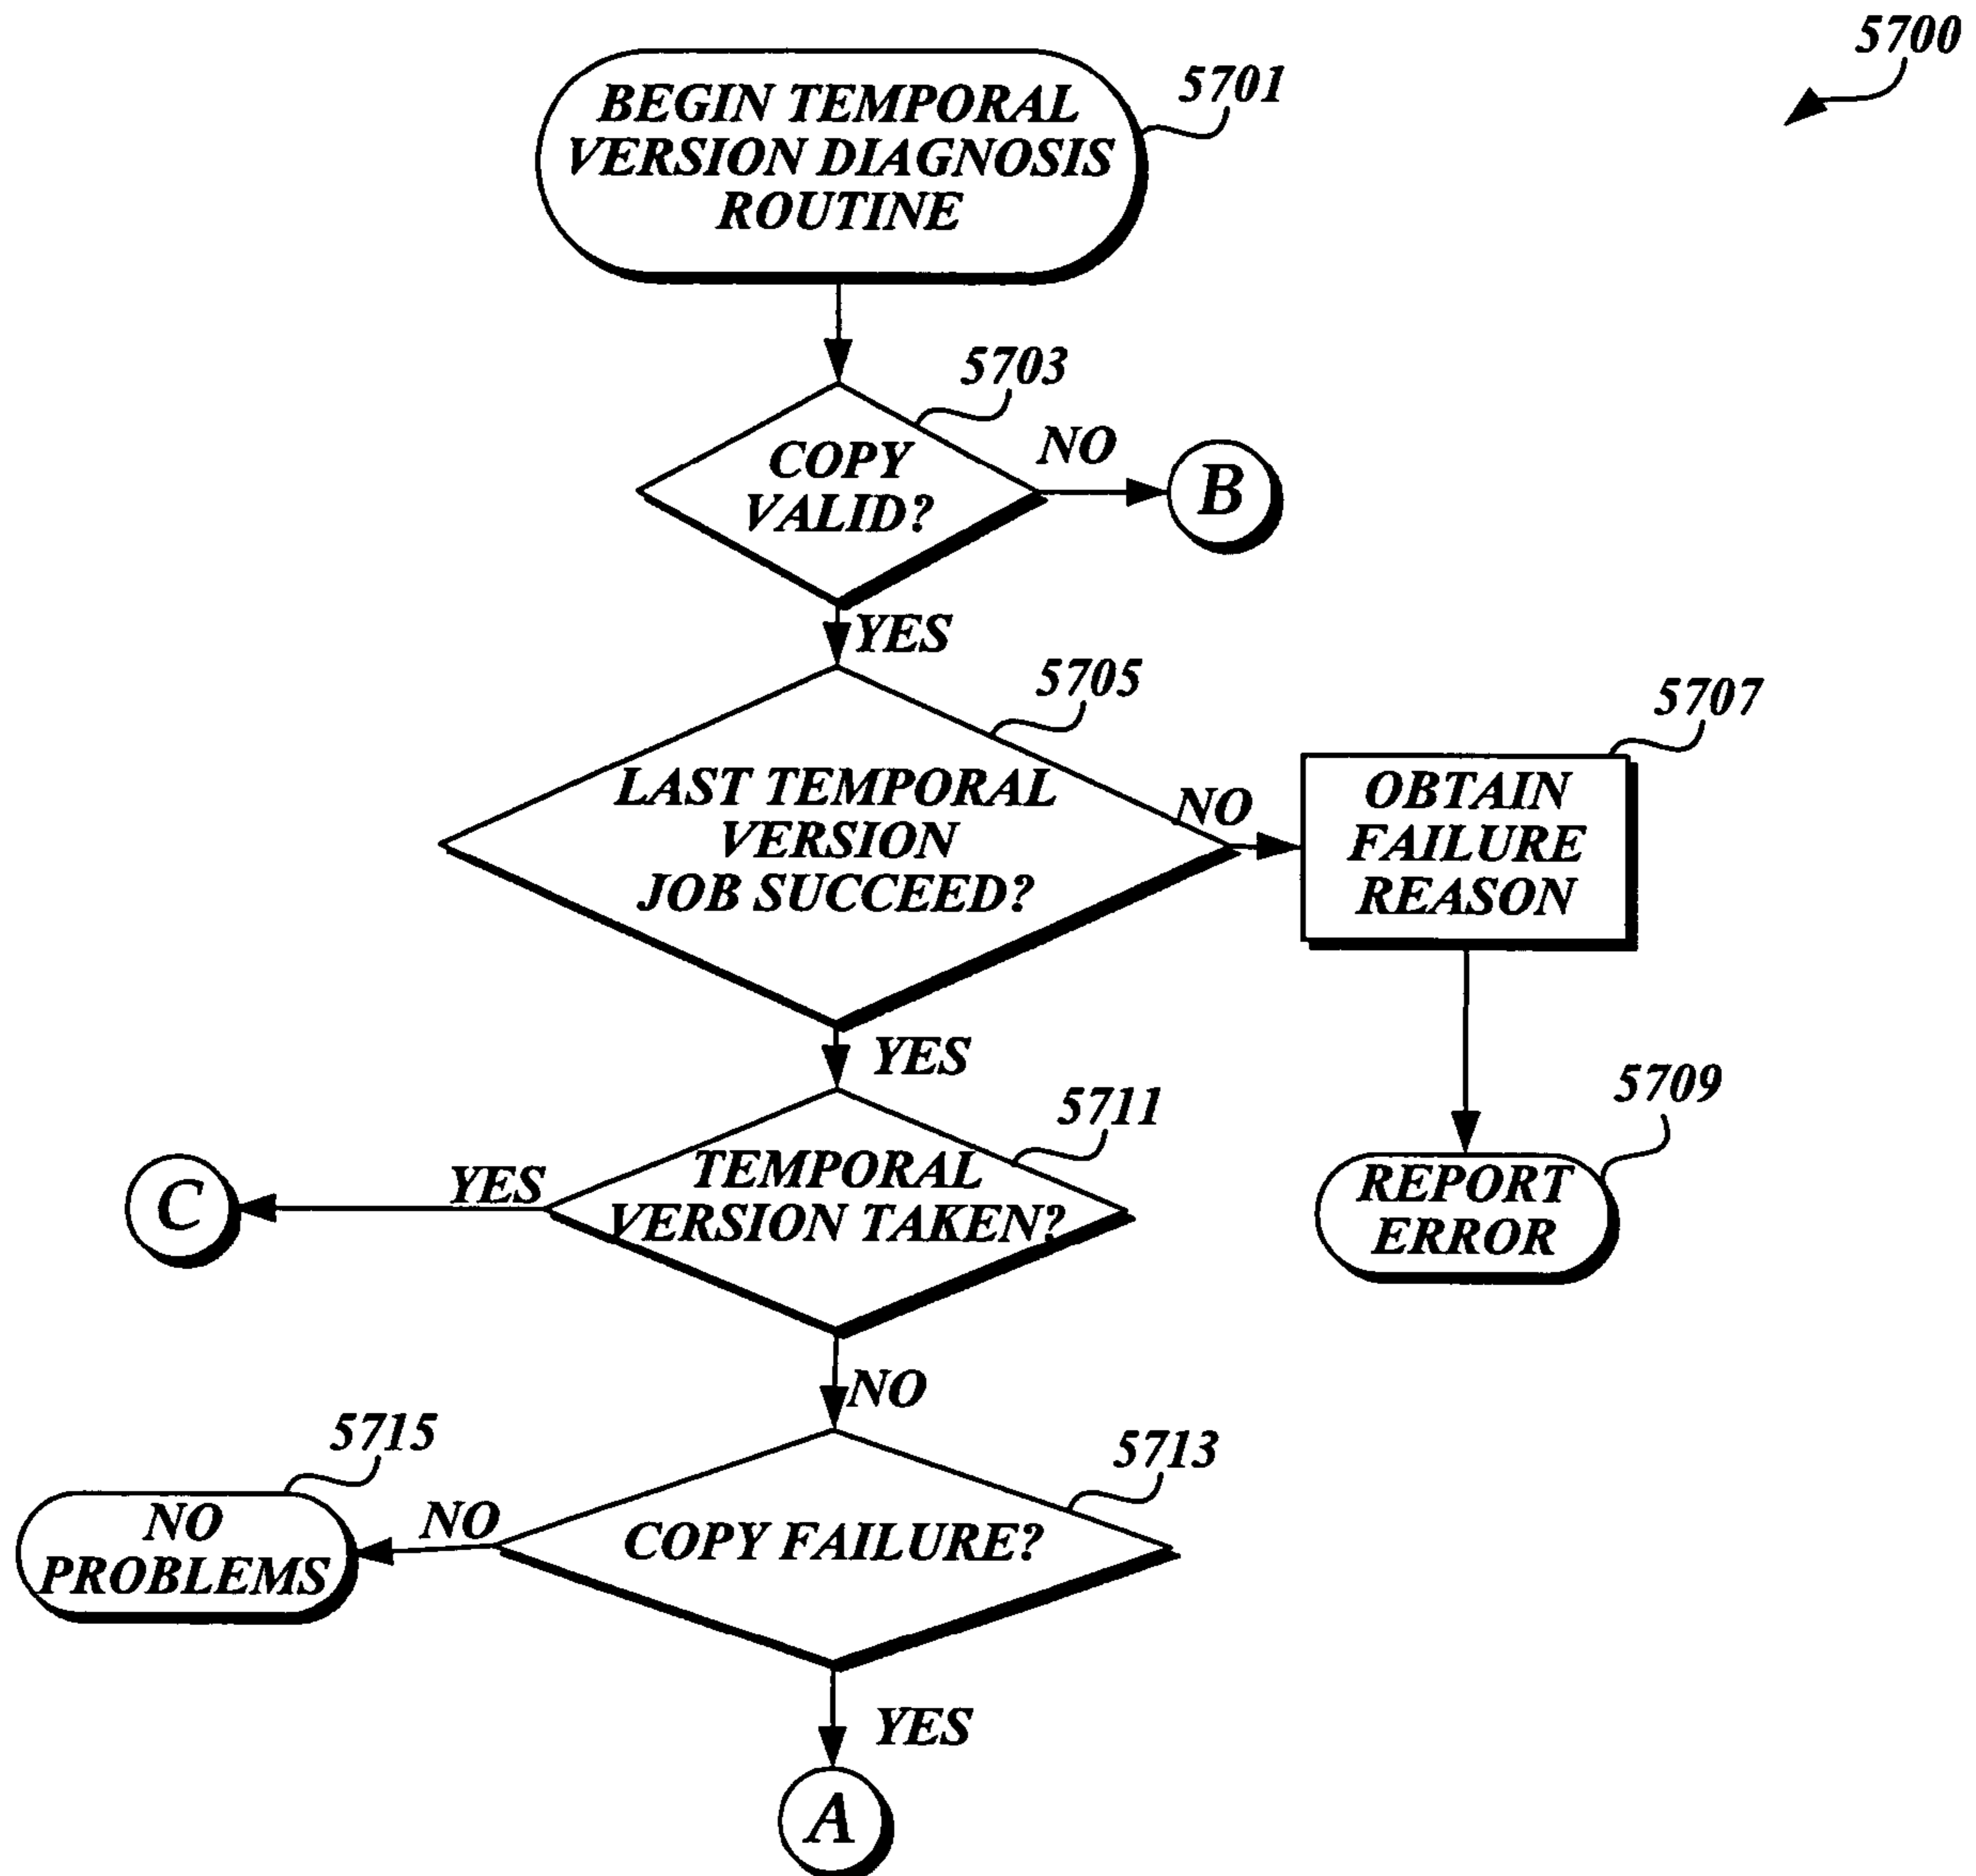 5700
BEGIN TEMPORAL
VERSION DIAGNOSIS
ROUTINE
5701
5703
COPY
VALID?
NO
B
YES
5705
LAST TEMPORAL
VERSION
JOB SUCCEED?
NO
5707
OBTAIN
FAILURE
REASON
YES
5709
REPORT
ERROR
5711
TEMPORAL
VERSION TAKEN?
YES
C
NO
5713
COPY FAILURE?
NO
5715
NO
PROBLEMS
YES
A